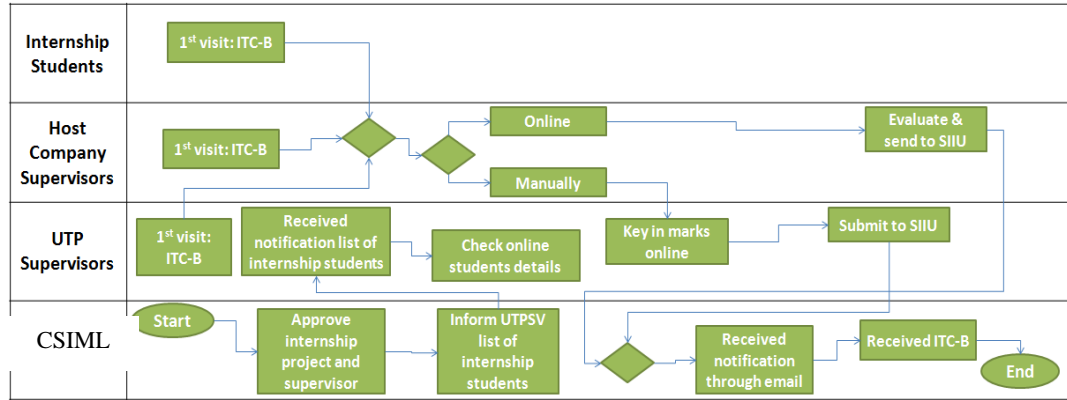 Internship
Students
1st visit: ITC-B
Host
Company
Supervisors
1st visit: ITC-B
Online
Manually
Evaluate &
send to SIIU
UTP
Supervisors
1st visit:
ITC-B
Received
notification list of
internship students
Check online
students details
Key in marks
online
Submit to SIIU
CSIML
Start
Approve
internship
project and
supervisor
Inform UTPSV
list of
internship
students
Received
notification
through email
Received ITC-B
End